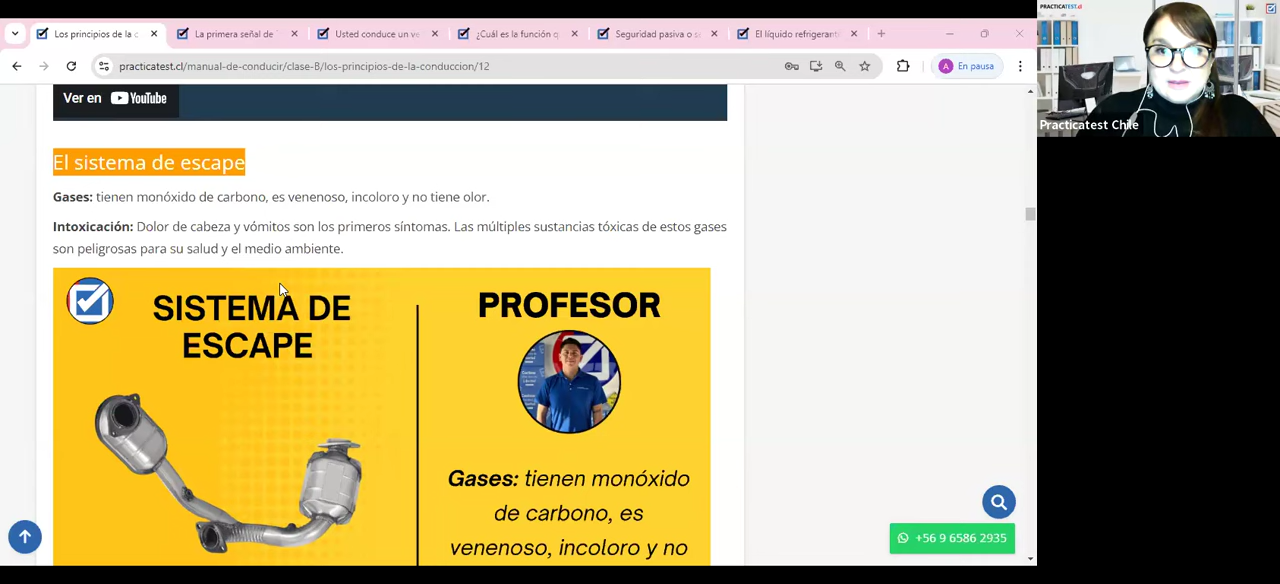 Los principios de la c
La primera señal de
Usted conduce un ve
¿Cuál es la función q
Seguridad pasiva o s
El líquido refrigerant
practicatest.cl/manual-de-conducir/clase-B/los-principios-de-la-conduccion/12
A En pausa
PRACTICATEST.cl
Practicatest Chile
Ver en YouTube
El sistema de escape
Gases: tienen monóxido de carbono, es venenoso, incoloro y no tiene olor.
Intoxicación: Dolor de cabeza y vómitos son los primeros síntomas. Las múltiples sustancias tóxicas de estos gases
son peligrosas para su salud y el medio ambiente.
SISTEMA DE
ESCAPE
PROFESOR
Gases: tienen monóxido
de carbono, es
venenoso, incoloro y no
+56 9 6586 2935